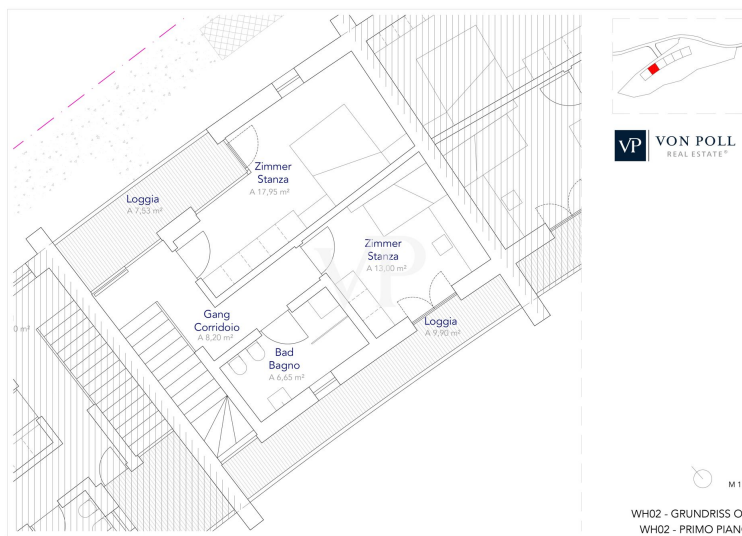 Zimmer
Stanza
A 17,95 m²
Loggia
A 7,53 m²
Zimmer
Stanza
A 13,00 m²
Gang
Corridoio
A 8,20 m²
Loggia
A 9,90 m²
Bad
Bagno
A 6,65 m²
0 m²
VP
VP VON POLL
REAL ESTATE®
M 1
WH02 - GRUNDRISS O
WH02 - PRIMO PIAN